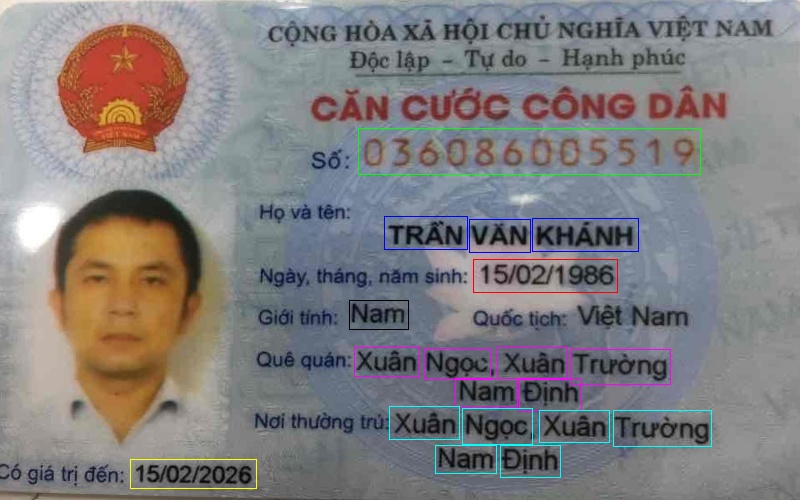 CỘNG HÒA XÃ HỘI CHỦ NGHĨA VIỆT NAM
Độc lập - Tự do - Hạnh phúc
CĂN CƯỚC CÔNG DÂN
Số: 036086005519
Họ và tên:
TRẦN VĂN KHÁNH
Ngày, tháng, năm sinh: 15/02/1986
Giới tính: Nam Quốc tịch: Việt Nam
Quê quán: Xuân Ngọc, Xuân Trường
Nam Định
Nơi thường trú: Xuân Ngọc, Xuân Trường
Nam Định
Có giá trị đến: 15/02/2026